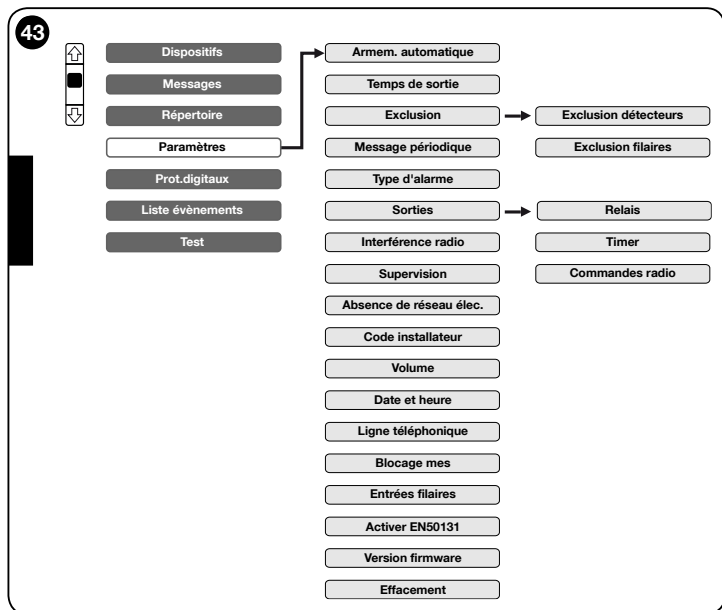 43
Dispositifs
Messages
Répertoire
Paramètres
Prot.digitaux
Liste évènements
Test
Armem. automatique
Temps de sortie
Exclusion
Message périodique
Type d'alarme
Sorties
Interférence radio
Supervision
Absence de réseau élec.
Code installateur
Volume
Date et heure
Ligne téléphonique
Blocage mes
Entrées filaires
Activer EN50131
Version firmware
Effacement
Exclusion détecteurs
Exclusion filaires
Relais
Timer
Commandes radio